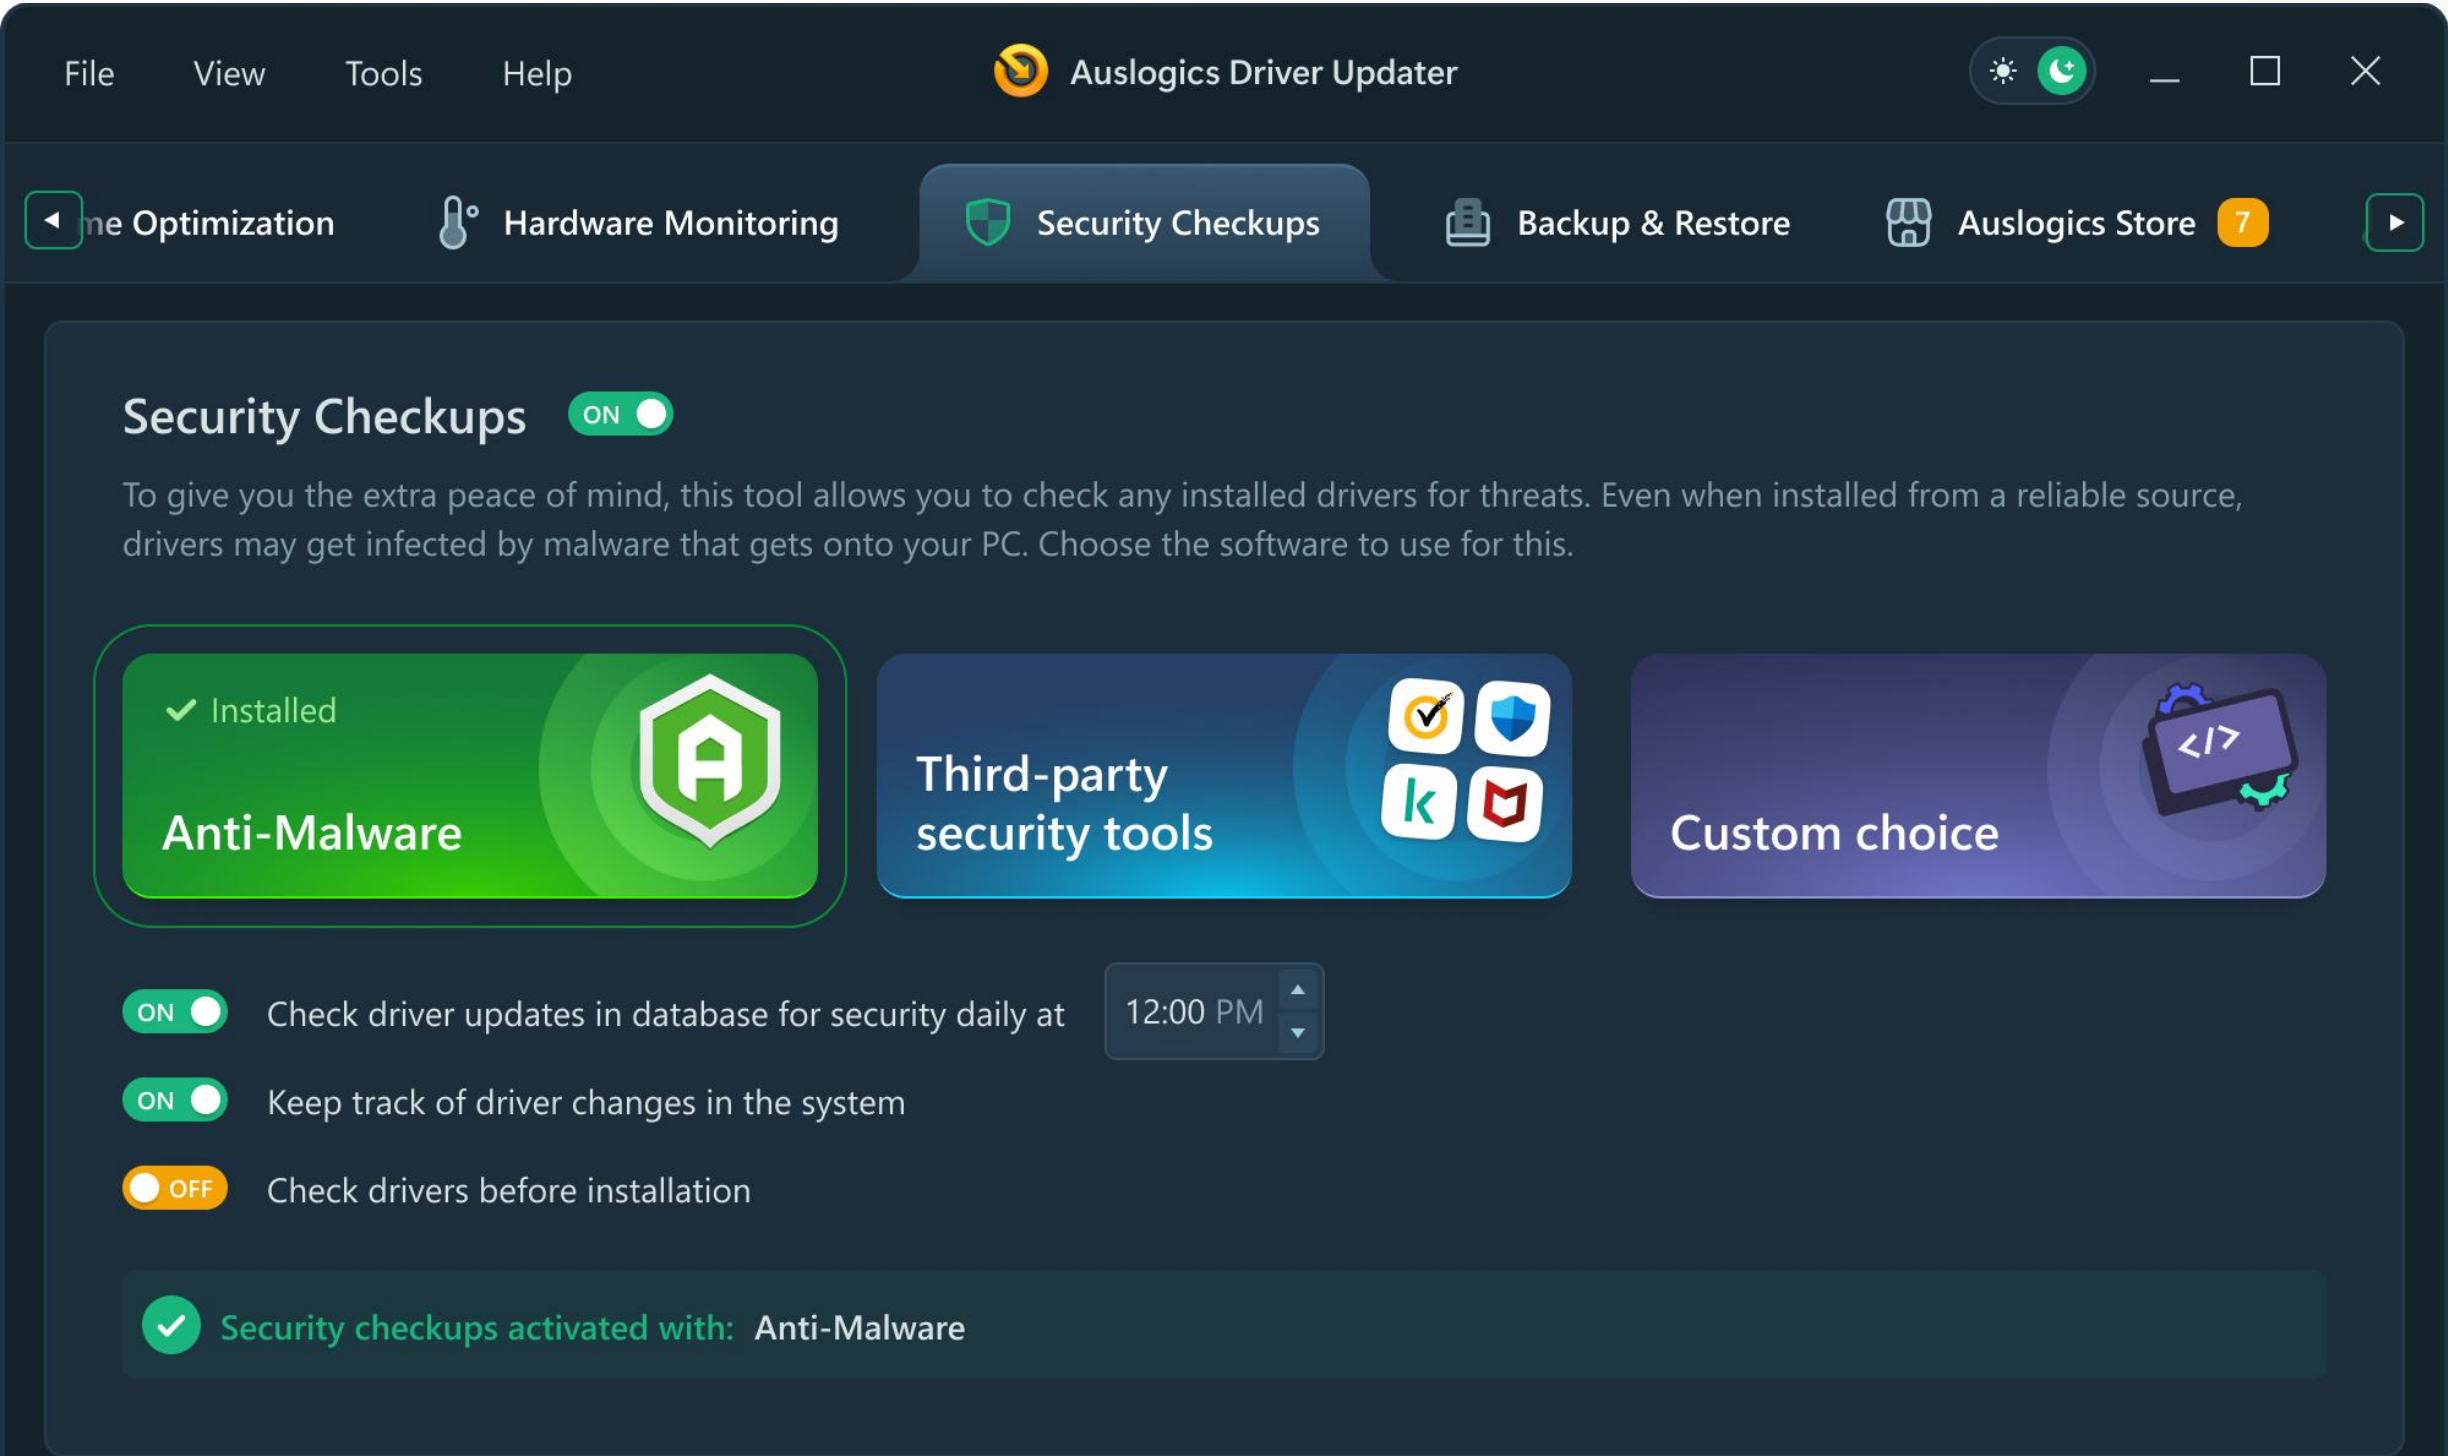 File View Tools Help Auslogics Driver Updater
me Optimization Hardware Monitoring Security Checkups Backup & Restore Auslogics Store 7
Security Checkups ON
To give you the extra peace of mind, this tool allows you to check any installed drivers for threats. Even when installed from a reliable source,
drivers may get infected by malware that gets onto your PC. Choose the software to use for this.
Installed
Anti-Malware
Third-party
security tools
</>
Custom choice
ON Check driver updates in database for security daily at 12:00 PM
ON Keep track of driver changes in the system
OFF Check drivers before installation
Security checkups activated with: Anti-Malware